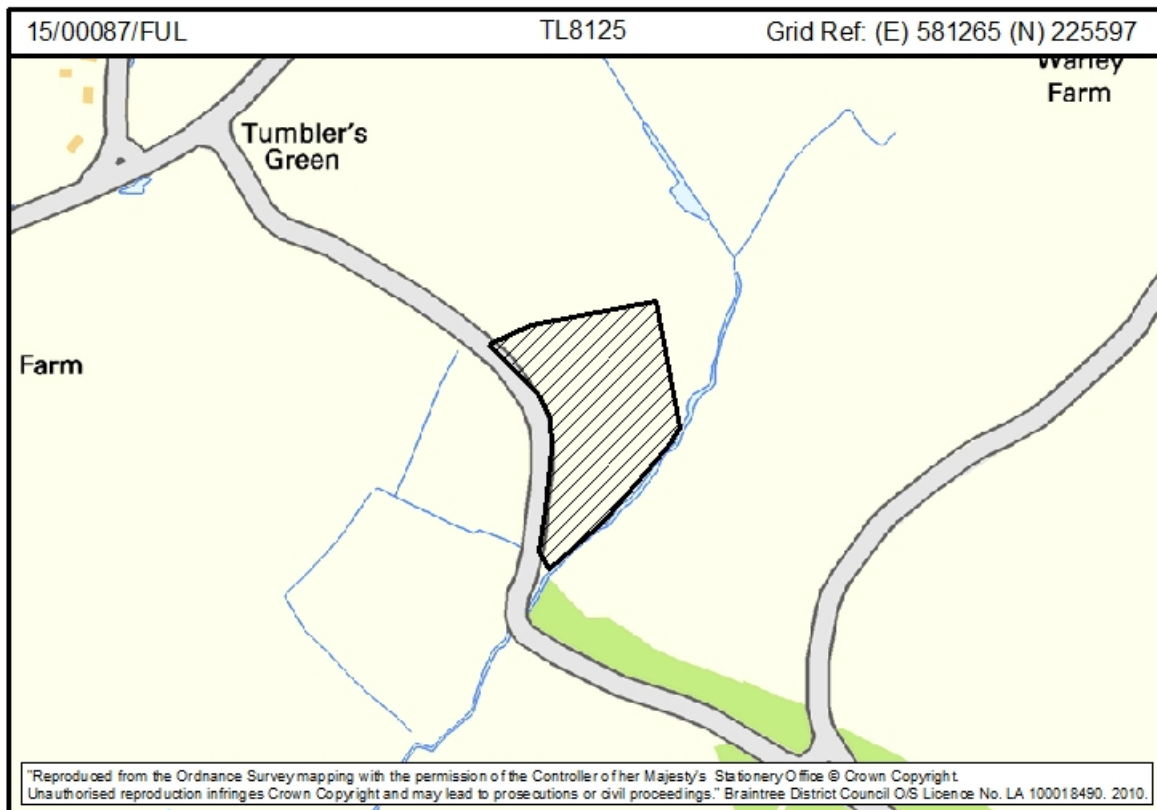 15/00087/FUL TL8125 Grid Ref: (E) 581265 (N) 225597
Warley
Farm
Tumbler's
Green
Farm
"Reproduced from the Ordnance Survey mapping with the permission of the Controller of her Majesty's Stationery Office © Crown Copyright.
Unauthorised reproduction infringes Crown Copyright and may lead to prosecutions or civil proceedings." Braintree District Council O/S Licence No. LA 100018490. 2010.